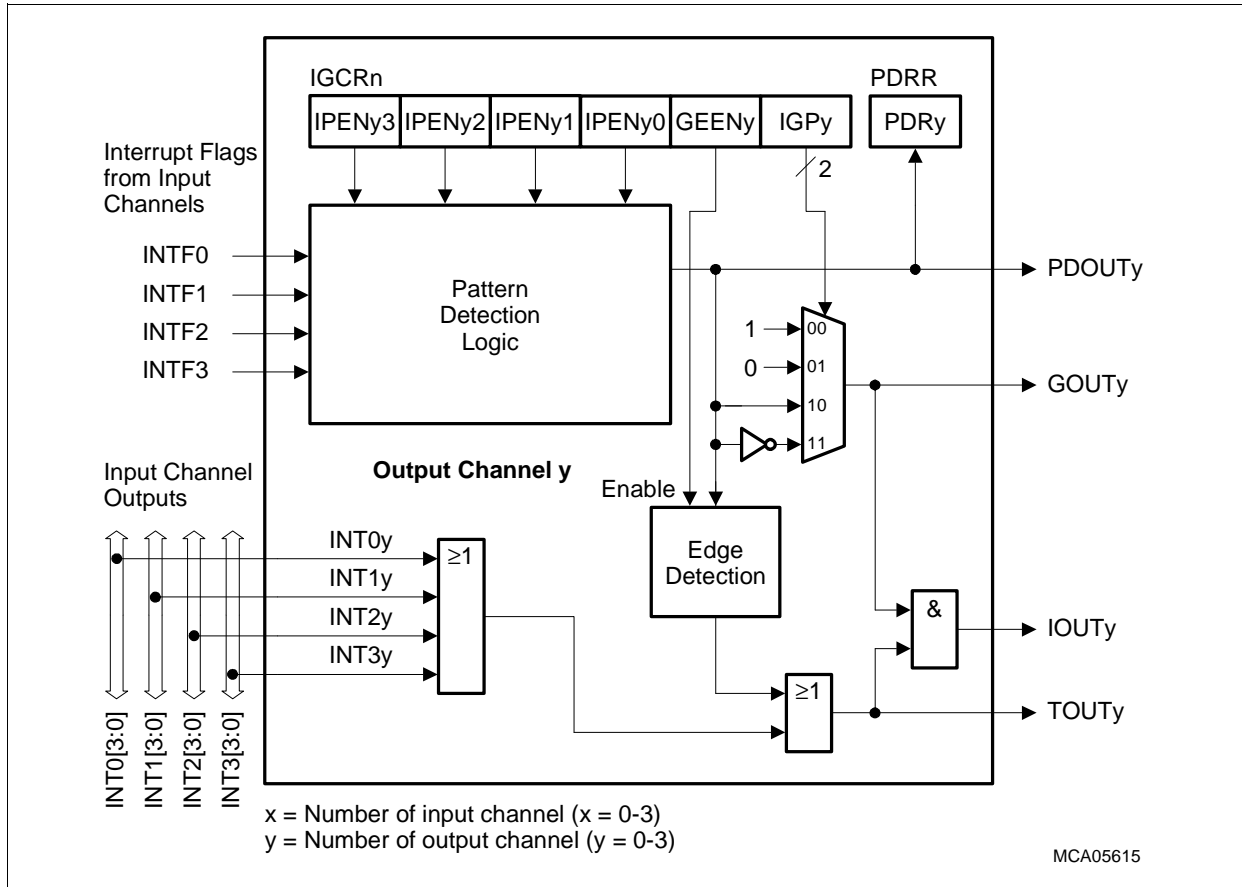 IGCRn
PDRR
IPENy3 IPENy2 IPENy1 IPENy0 GEENy IGPy
PDRy
2
Interrupt Flags
from Input
Channels
INTF0
INTF1
INTF2
INTF3
Pattern
Detection
Logic
PDOUTy
1
00
0
01
10
11
GOUTy
Output Channel y
Enable
Edge
Detection
Input Channel
Outputs
INT0y
INT1y
INT2y
INT3y
≥1
≥1
&
IOUTy
TOUTy
INT0[3:0]
INT1[3:0]
INT2[3:0]
INT3[3:0]
x = Number of input channel (x = 0-3)
y = Number of output channel (y = 0-3)
MCA05615